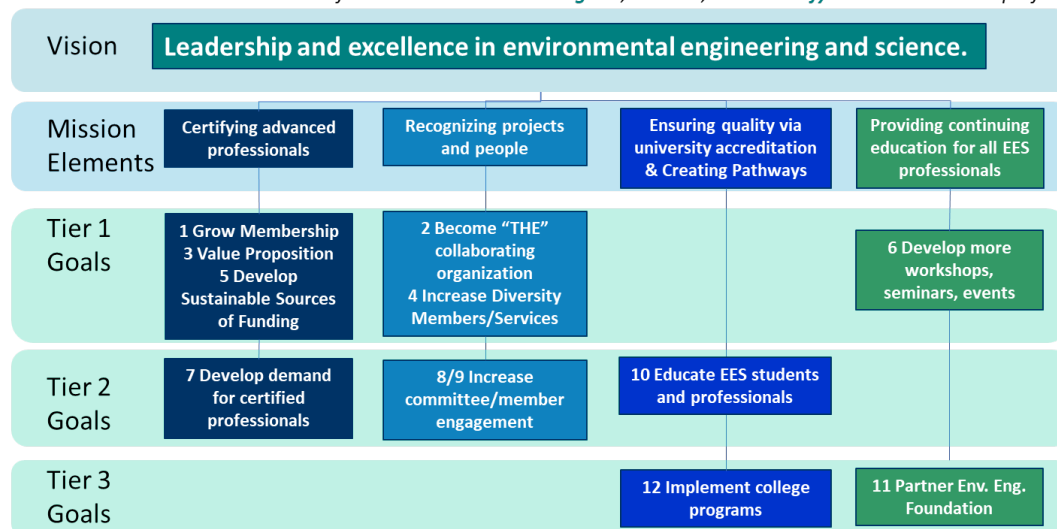 Vision
Leadership and excellence in environmental engineering and science.
Mission
Elements
Certifying advanced
professionals
Recognizing projects
and people
Ensuring quality via
university accreditation
& Creating Pathways
Providing continuing
education for all EES
professionals
Tier 1
Goals
1 Grow Membership
3 Value Proposition
5 Develop
Sustainable Sources
of Funding
2 Become “THE”
collaborating
organization
4 Increase Diversity
Members/Services
6 Develop more
workshops,
seminars, events
Tier 2
Goals
7 Develop demand
for certified
professionals
8/9 Increase
committee/member
engagement
10 Educate EES students
and professionals
Tier 3
Goals
12 Implement college
programs
11 Partner Env. Eng.
Foundation